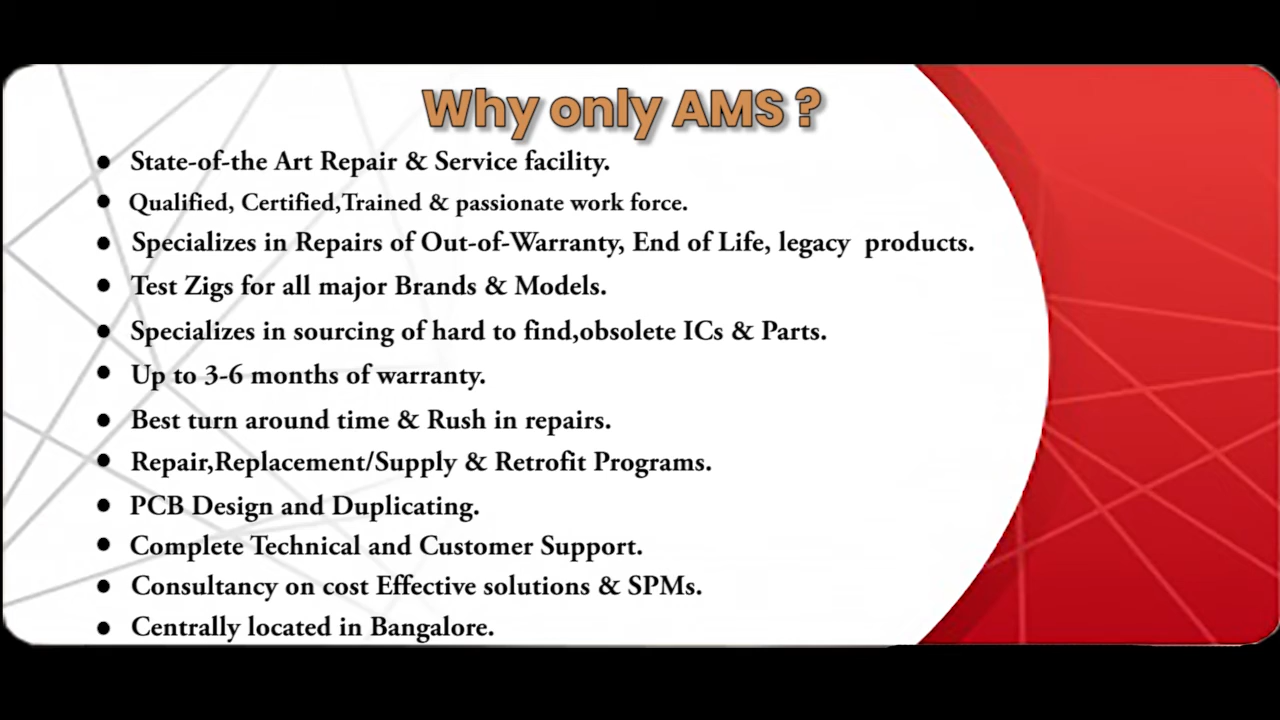 Why only AMS ?
• State-of-the Art Repair & Service facility.
• Qualified, Certified,Trained & passionate work force.
• Specializes in Repairs of Out-of-Warranty, End of Life, legacy  products.
• Test Zigs for all major Brands & Models.
• Specializes in sourcing of hard to find,obsolete ICs & Parts.
• Up to 3-6 months of warranty.
• Best turn around time & Rush in repairs.
• Repair,Replacement/Supply & Retrofit Programs.
• PCB Design and Duplicating.
• Complete Technical and Customer Support.
• Consultancy on cost Effective solutions & SPMs.
• Centrally located in Bangalore.